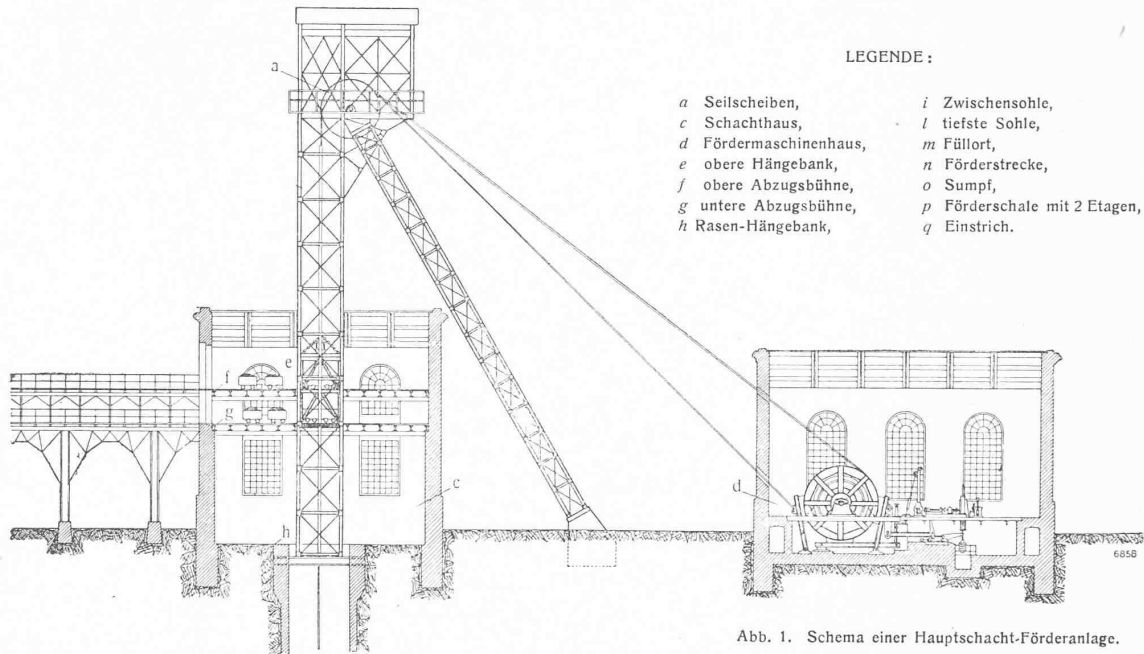 LEGENDE:
a Seilscheiben,
c Schachthaus,
d Fördermaschinenhaus,
e obere Hängebank,
f obere Abzugsbühne,
g untere Abzugsbühne,
h Rasen-Hängebank,
i Zwischensohle,
l tiefste Sohle,
m Füllort,
n Förderstrecke,
o Sumpf,
p Förderschale mit 2 Etagen,
q Einstrich.
a
e
f
g
c
h
d
6858
Abb. 1. Schema einer Hauptschacht-Förderanlage.